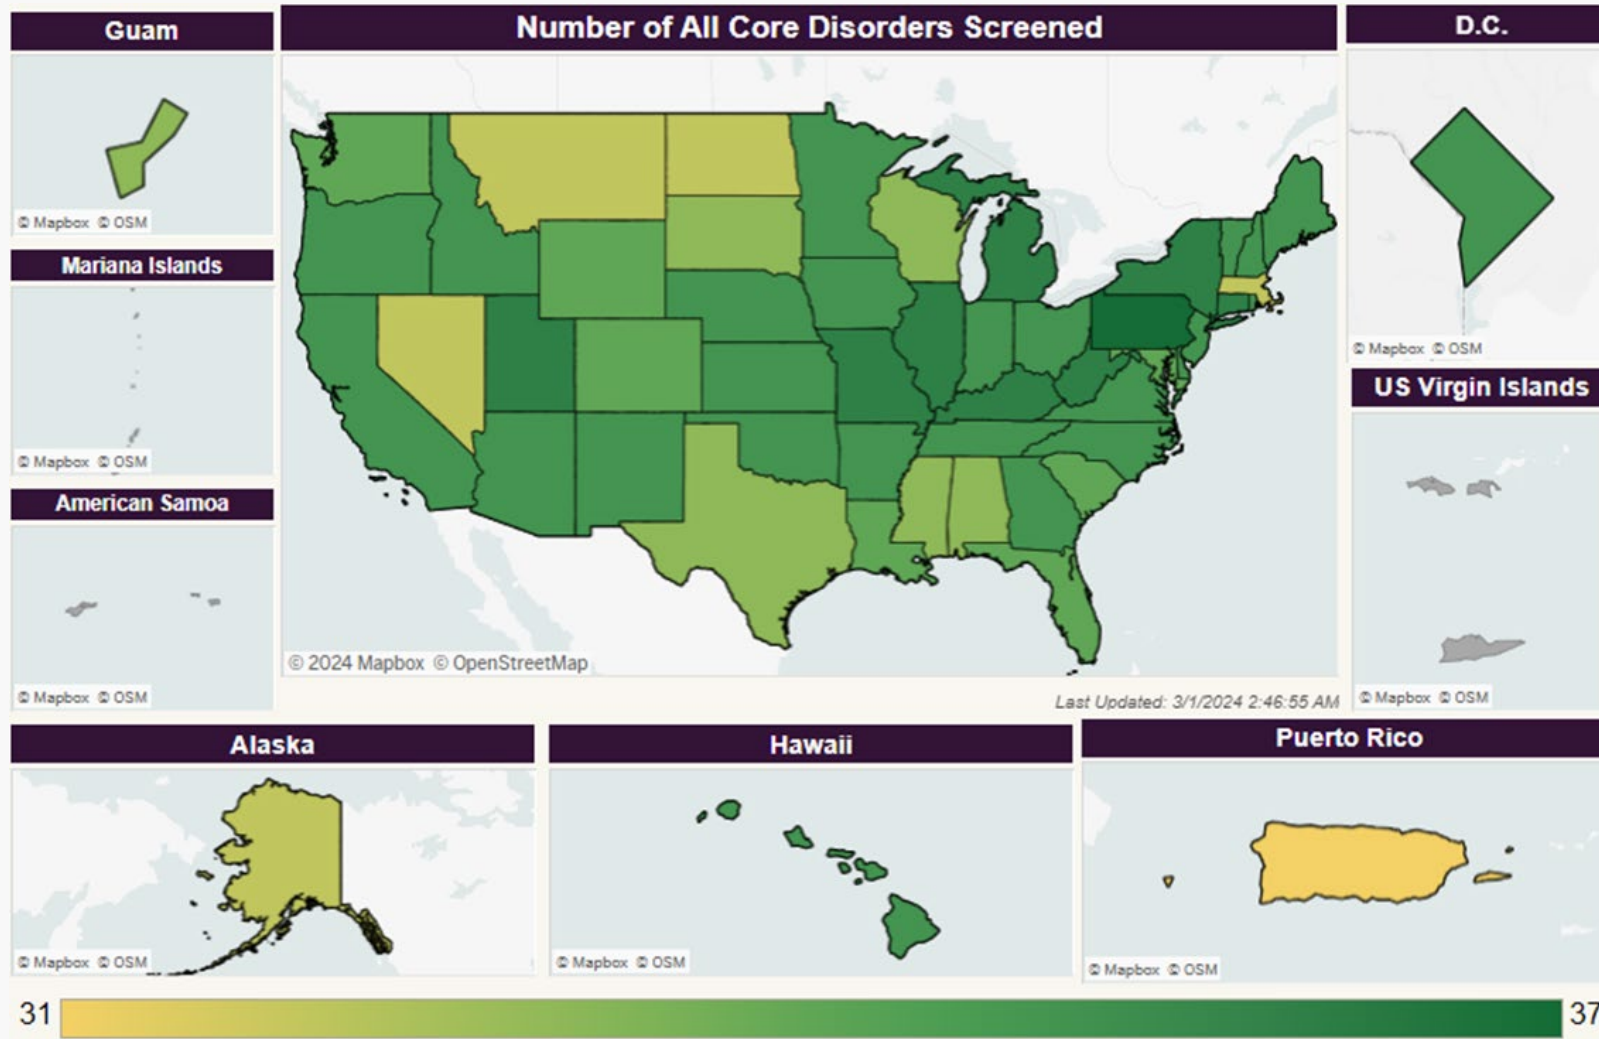 Guam
Number of All Core Disorders Screened
D.C.
© Mapbox © OSM
Mariana Islands
© Mapbox © OSM
© Mapbox © OSM
US Virgin Islands
American Samoa
© 2024 Mapbox © OpenStreetMap
© Mapbox © OSM
© Mapbox © OSM
Last Updated: 3/1/2024 2:46:55 AM
Alaska
Hawaii
Puerto Rico
© Mapbox © OSM
© Mapbox © OSM
© Mapbox © OSM
31
37